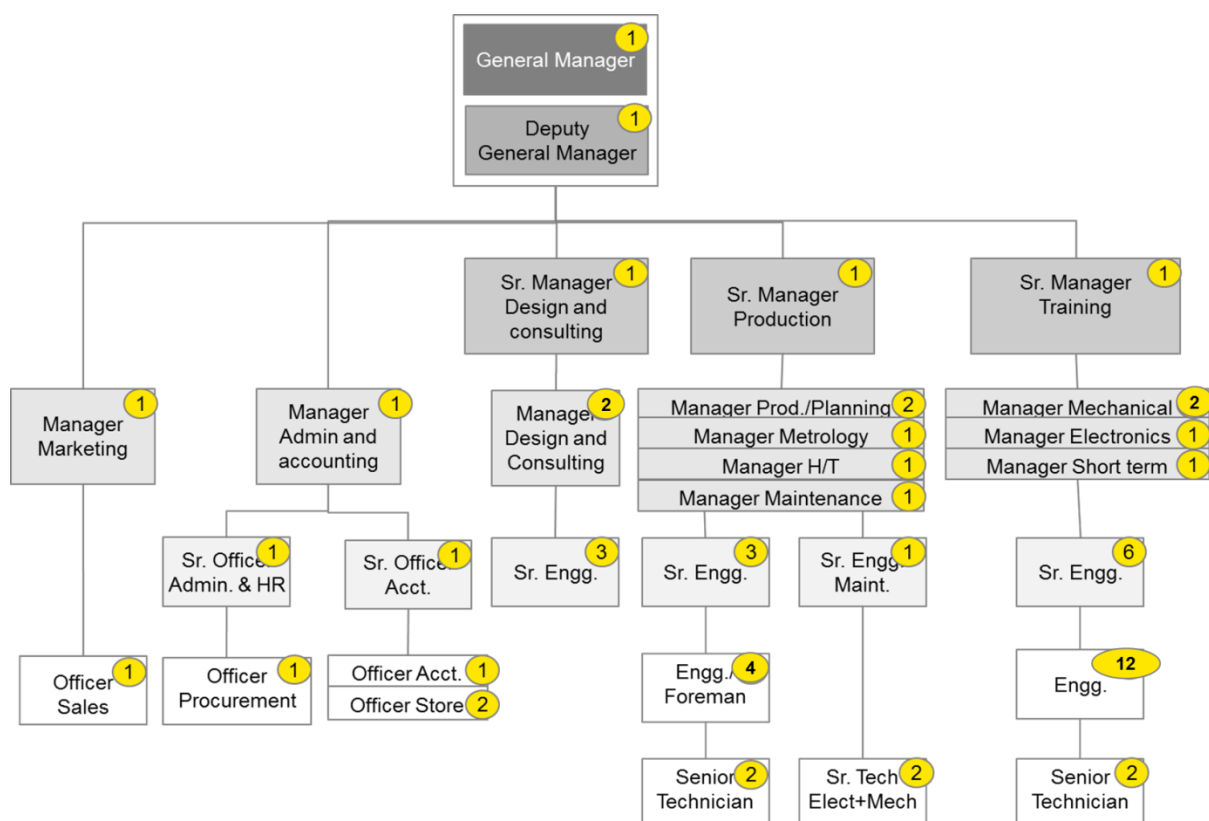 1
General Manager
1
Deputy
General Manager
1
Sr. Manager
Design and
consulting
1
Sr. Manager
Production
1
Sr. Manager
Training
1
Manager
Marketing
1
Manager
Admin and
accounting
2
Manager
Design and
Consulting
Manager Prod./Planning 2
Manager Metrology 1
Manager H/T 1
Manager Maintenance 1
Manager Mechanical 2
Manager Electronics 1
Manager Short term 1
1
Sr. Officer
Admin. & HR
1
Sr. Officer
Acct.
3
Sr. Engg.
3
Sr. Engg.
1
Sr. Engg.
Maint.
6
Sr. Engg.
1
Officer
Sales
1
Officer
Procurement
Officer Acct. 1
Officer Store 2
4
Engg./
Foreman
12
Engg.
2
Senior
Technician
2
Sr. Tech
Elect+Mech
2
Senior
Technician